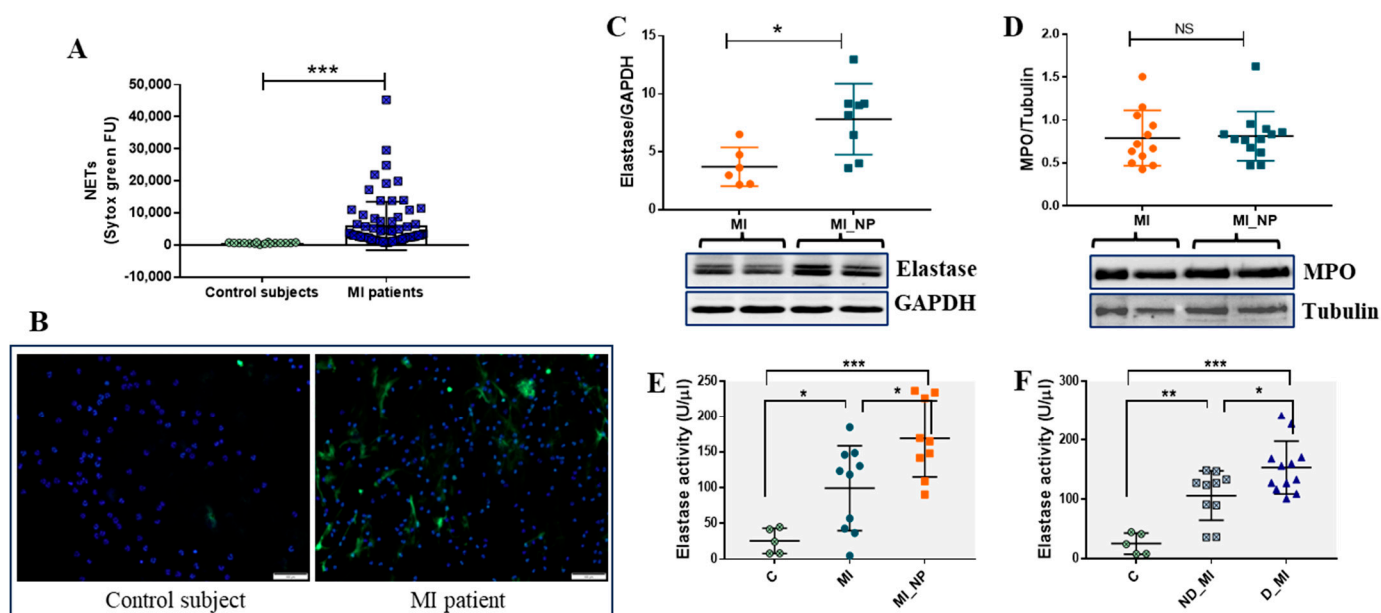 A
***
NETs
(Sytox green FU)
50,000
40,000
30,000
20,000
10,000
0
-10,000
Control subjects MI patients
B
Control subject MI patient
C
*
Elastase/GAPDH
15
10
5
0
MI MI_NP
Elastase
GAPDH
D
NS
MPO/Tubulin
2.0
1.5
1.0
0.5
0.0
MI MI_NP
MPO
Tubulin
E
***
* *
Elastase activity (U/µl)
250
200
150
100
50
0
C MI MI_NP
F
***
** *
Elastase activity (U/µl)
300
200
100
0
C ND_MI D_MI